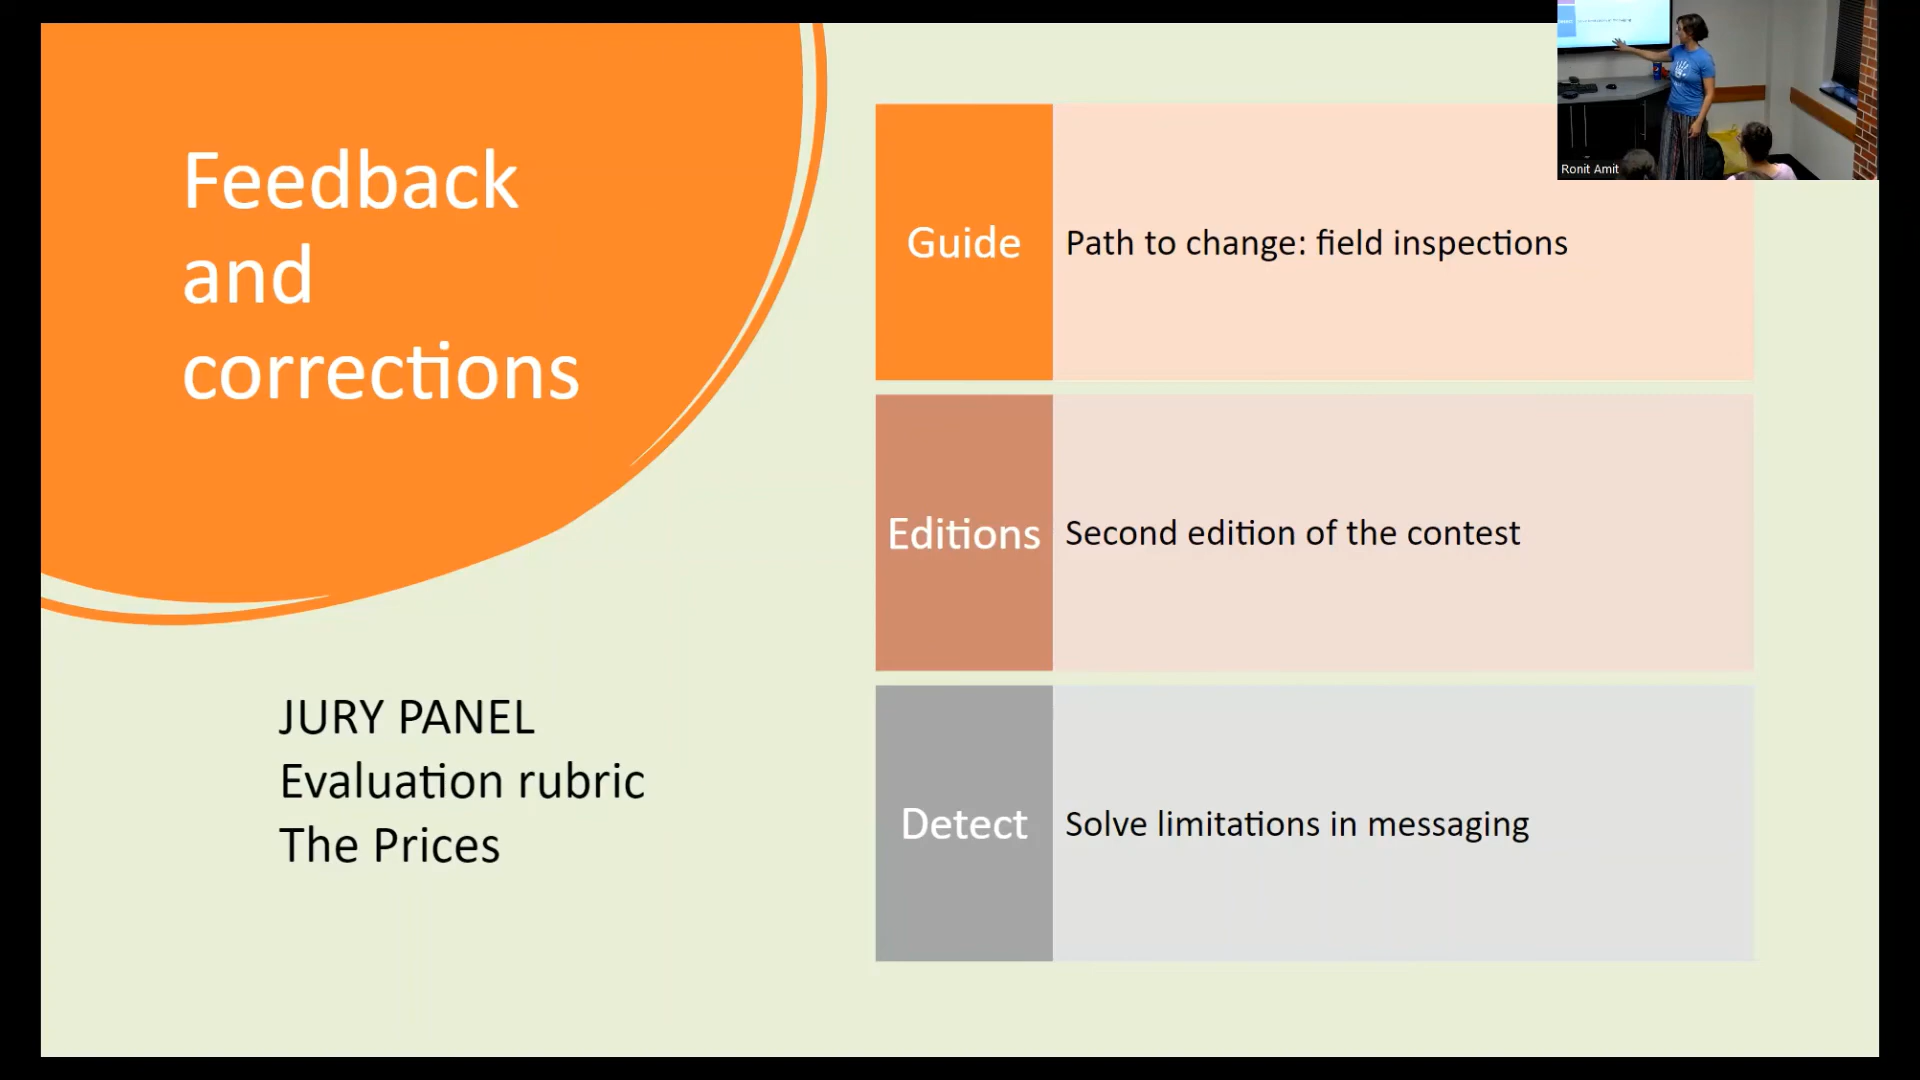 Feedback
and
corrections
JURY PANEL
Evaluation rubric
The Prices
Guide
Path to change: field inspections
Editions
Second edition of the contest
Detect
Solve limitations in messaging
Ronit Amit